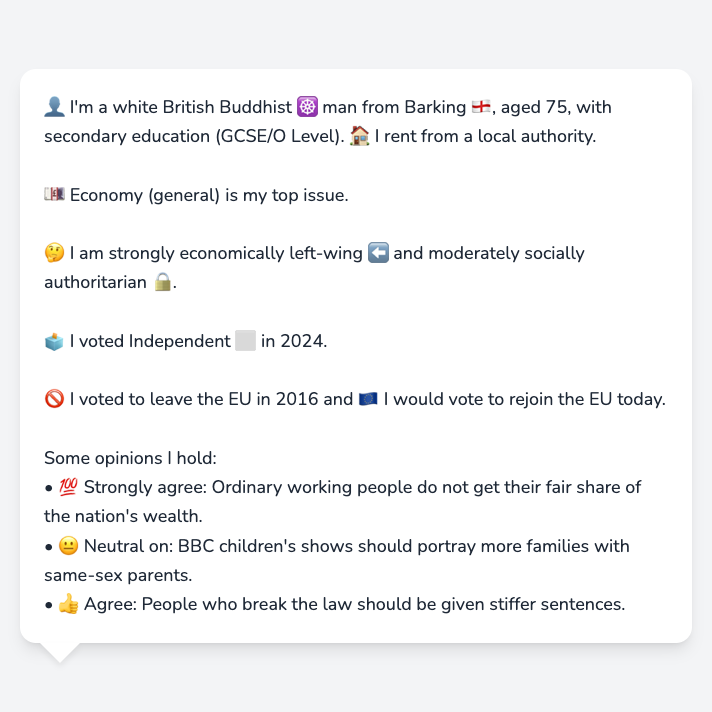 👤 I'm a white British Buddhist ☸️ man from Barking 🏴󠁧󠁢󠁥󠁮󠁧󠁿, aged 75, with
secondary education (GCSE/O Level). 🏠 I rent from a local authority.
💷 Economy (general) is my top issue.
🤔 I am strongly economically left-wing ⬅️ and moderately socially
authoritarian 🔒.
🗳️ I voted Independent ⬜ in 2024.
🚫 I voted to leave the EU in 2016 and 🇪🇺 I would vote to rejoin the EU today.
Some opinions I hold:
• 💯 Strongly agree: Ordinary working people do not get their fair share of
the nation's wealth.
• 😐 Neutral on: BBC children's shows should portray more families with
same-sex parents.
• 👍 Agree: People who break the law should be given stiffer sentences.